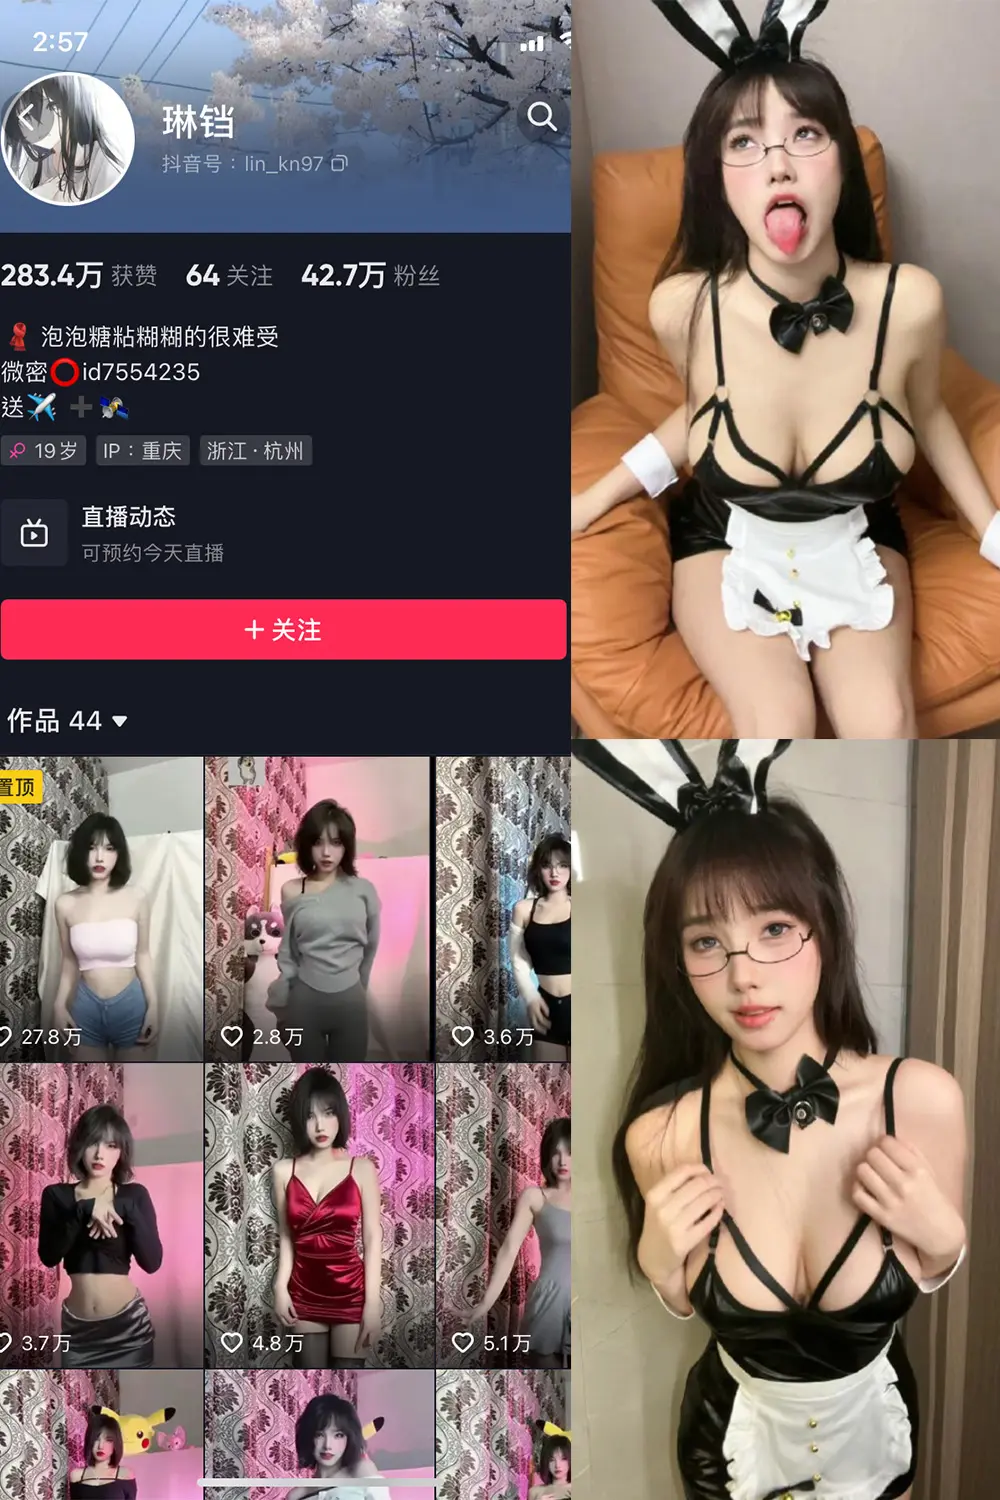 2:57
琳铛
抖音号：lin_kn97
283.4万 获赞 64 关注 42.7万 粉丝
泡泡糖粘糊糊的很难受
微密⭕id7554235
送✈️➕🛰️
19岁 IP：重庆 浙江·杭州
直播动态
可预约今天直播
+ 关注
作品 44
置顶
27.8万 2.8万 3.6万
3.7万 4.8万 5.1万